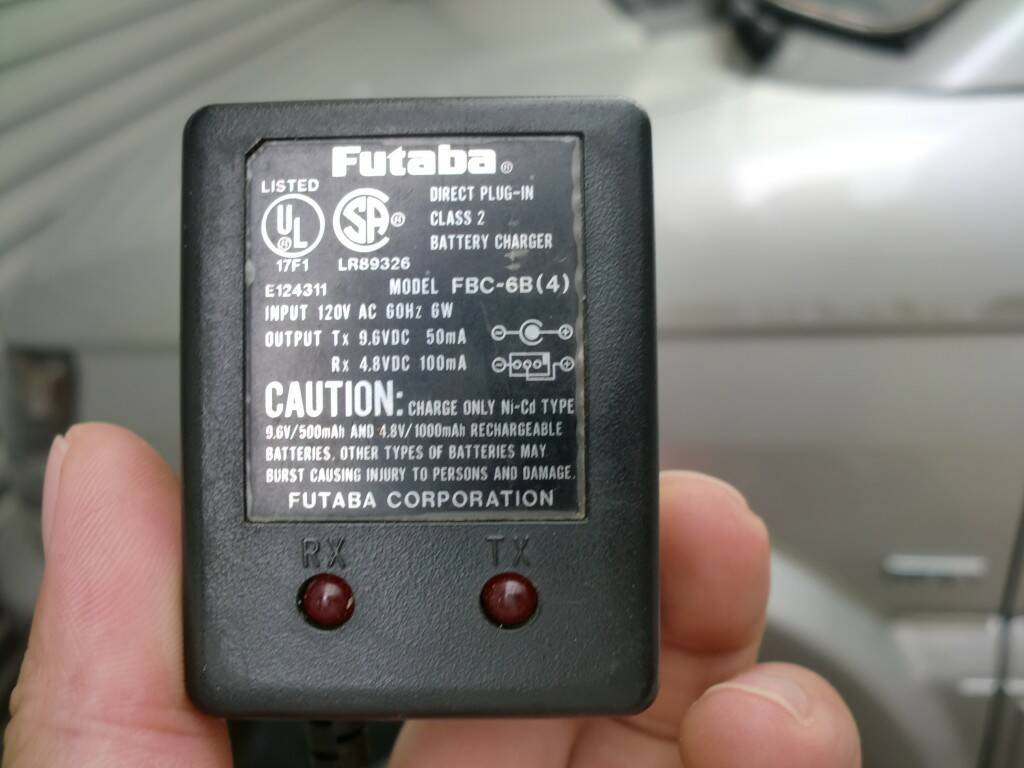 Futaba®
LISTED
UL
®
17F1
SA®
LR89326
DIRECT PLUG-IN
CLASS 2
BATTERY CHARGER
E124311 MODEL FBC-6B(4)
INPUT 120V AC 60Hz 6W
OUTPUT Tx 9.6VDC 50mA
Rx 4.8VDC 100mA
CAUTION: CHARGE ONLY Ni-Cd TYPE
9.6V/500mAh AND 4.8V/1000mAh RECHARGEABLE
BATTERIES. OTHER TYPES OF BATTERIES MAY
BURST CAUSING INJURY TO PERSONS AND DAMAGE.
FUTABA CORPORATION
RX TX